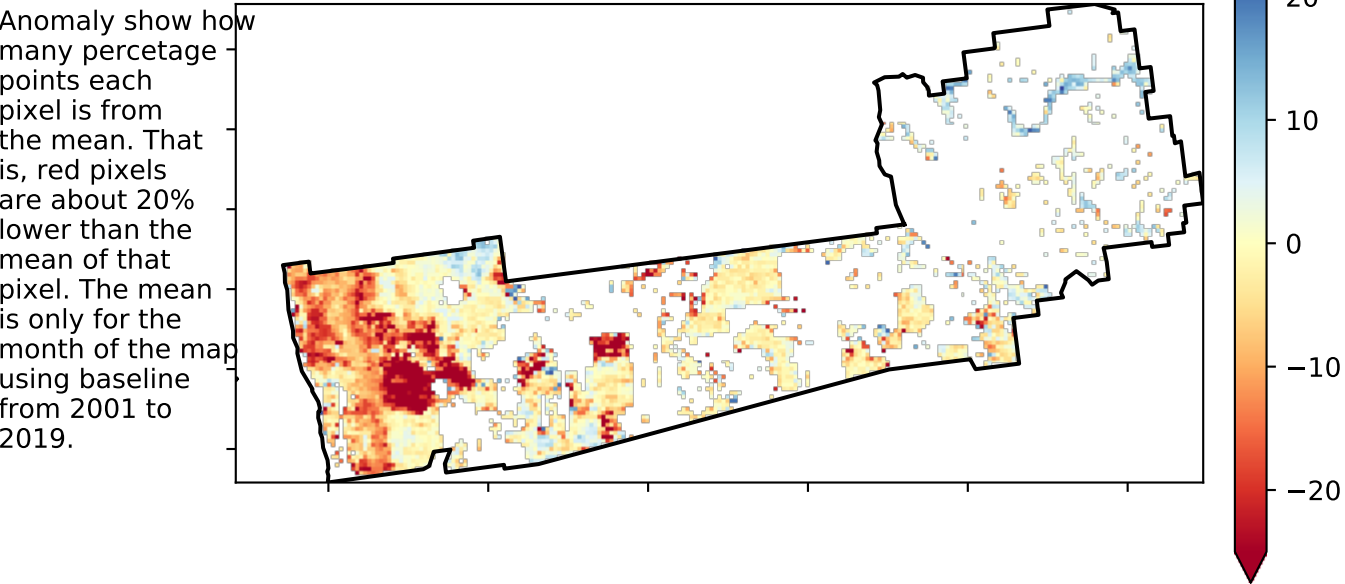 Anomaly show how
many percetage
points each
pixel is from
the mean. That
is, red pixels
are about 20%
lower than the
mean of that
pixel. The mean
is only for the
month of the map
using baseline
from 2001 to
2019.
20
10
0
−10
−20